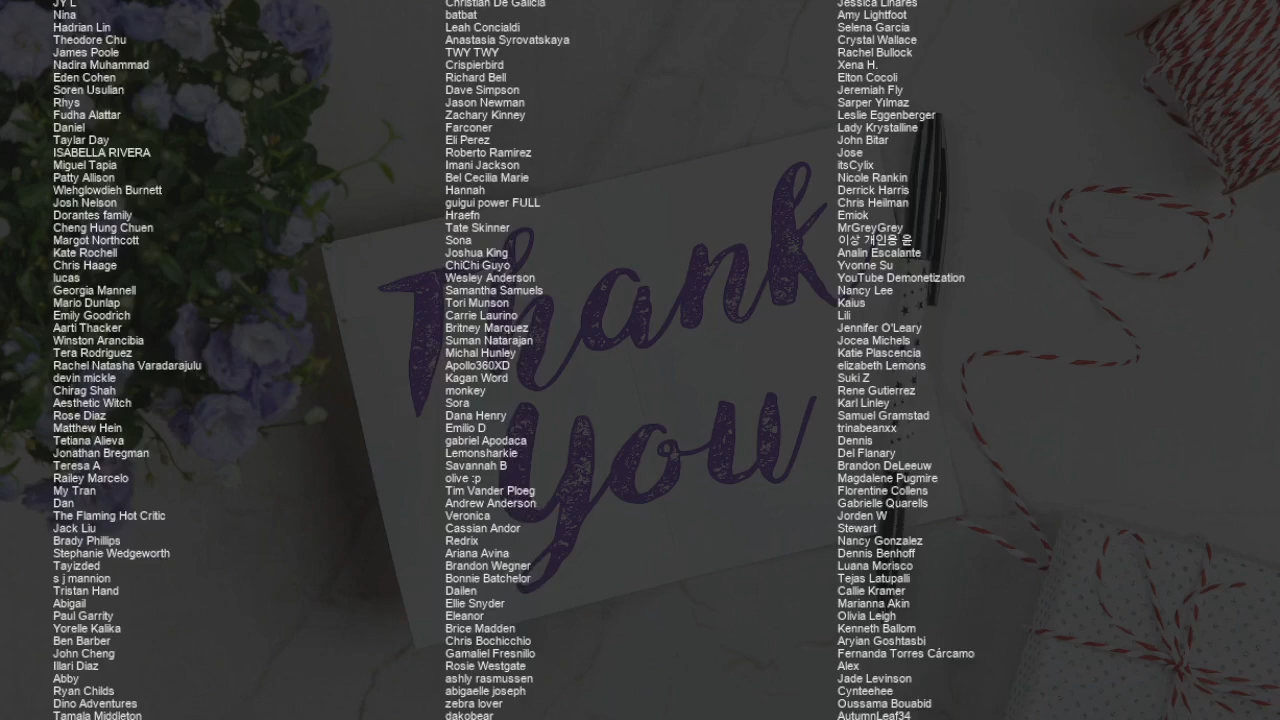 JY L
Nina
Hadrian Lin
Theodore Chu
James Poole
Nadira Muhammad
Eden Cohen
Soren Usulian
Rhys
Fudha Alattar
Daniel
Taylar Day
ISABELLA RIVERA
Miguel Tapia
Patty Allison
Wiehglowdieh Burnett
Josh Nelson
Dorantes family
Cheng Hung Chuen
Margot Northcott
Kate Rochell
Chris Haage
lucas
Georgia Mannell
Mario Dunlap
Emily Goodrich
Aarti Thacker
Winston Arancibia
Tera Rodriguez
Rachel Natasha Varadarajulu
devin mickle
Chirag Shah
Aesthetic Witch
Rose Diaz
Matthew Hein
Tetiana Alieva
Jonathan Bregman
Teresa A
Railey Marcelo
My Tran
Dan
The Flaming Hot Critic
Jack Liu
Brady Phillips
Stephanie Wedgeworth
Tayizded
s j mannion
Tristan Hand
Abigail
Paul Garrity
Yorelle Kalika
Ben Barber
John Cheng
Illari Diaz
Abby
Ryan Childs
Dino Adventures
Tamala Middleton
Christian De Galicia
batbat
Leah Concialdi
Anastasia Syrovatskaya
TWY TWY
Crispierbird
Richard Bell
Dave Simpson
Jason Newman
Zachary Kinney
Farconer
Eli Perez
Roberto Ramirez
Imani Jackson
Bel Cecilia Marie
Hannah
guigui power FULL
Hraefn
Tate Skinner
Sona
Joshua King
ChiChi Guyo
Wesley Anderson
Samantha Samuels
Tori Munson
Carrie Laurino
Britney Marquez
Suman Natarajan
Michal Hunley
Apollo360XD
Kagan Word
monkey
Sora
Dana Henry
Emilio D
gabriel Apodaca
Lemonsharkie
Savannah B
olive :p
Tim Vander Ploeg
Andrew Anderson
Veronica
Cassian Andor
Redrix
Ariana Avina
Brandon Wegner
Bonnie Batchelor
Dallen
Ellie Snyder
Eleanor
Brice Madden
Chris Bochicchio
Gamaliel Fresnillo
Rosie Westgate
ashly rasmussen
abigaelle joseph
zebra lover
dakobear
Jessica Linares
Amy Lightfoot
Selena Garcia
Crystal Wallace
Rachel Bullock
Xena H.
Elton Cocoli
Jeremiah Fly
Sarper Yılmaz
Leslie Eggenberger
Lady Krystalline
John Bitar
Jose
itsCylix
Nicole Rankin
Derrick Harris
Chris Heilman
Emiok
MrGreyGrey
이상 개인용 윤
Analin Escalante
Yvonne Su
YouTube Demonetization
Nancy Lee
Kaius
Lili
Jennifer O'Leary
Jocea Michels
Katie Plascencia
elizabeth Lemons
Suki Z
Rene Gutierrez
Karl Linley
Samuel Gramstad
trinabeanxx
Dennis
Del Flanary
Brandon DeLeeuw
Magdalene Pugmire
Florentine Collens
Gabrielle Quarells
Jorden W
Stewart
Nancy Gonzalez
Dennis Benhoff
Luana Morisco
Tejas Latupalli
Callie Kramer
Marianna Akin
Olivia Leigh
Kenneth Ballom
Aryian Goshtasbi
Fernanda Torres Cárcamo
Alex
Jade Levinson
Cynteehee
Oussama Bouabid
AutumnLeaf34
Thank
you